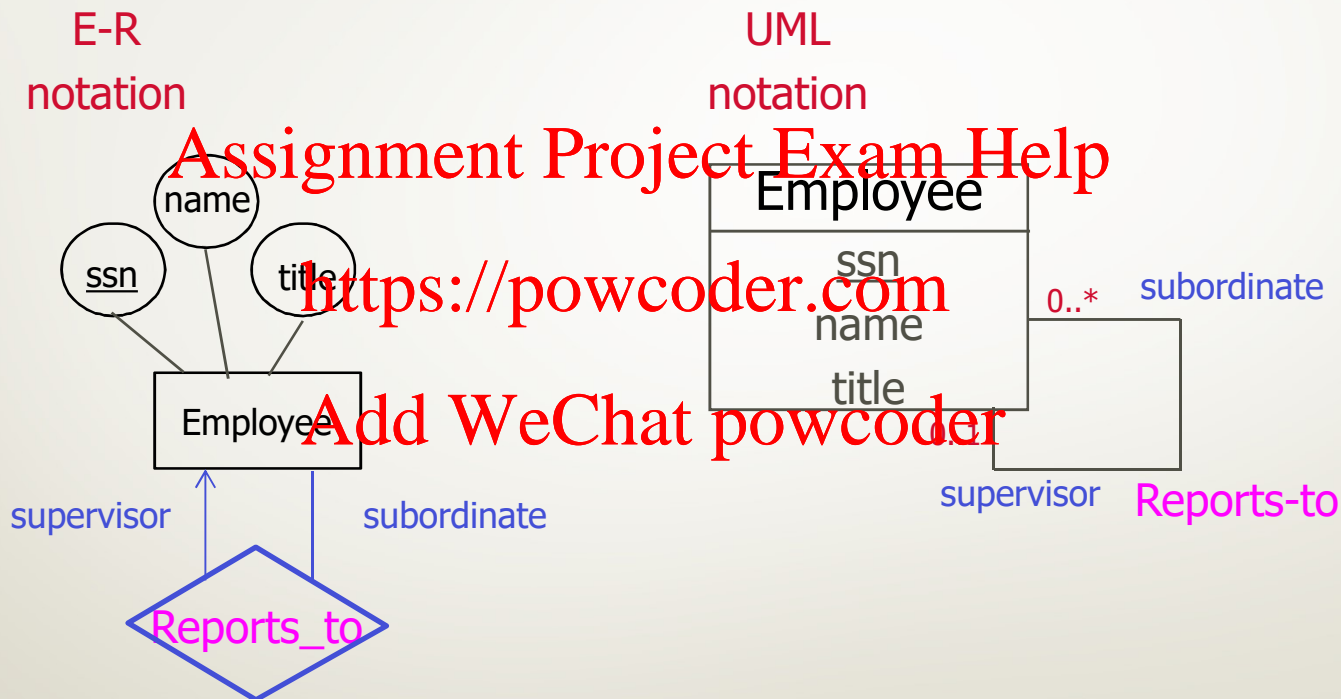 E-R
notation
UML
notation
Assignment Project Exam Help
name
ssn
title
Employee
ssn
name
title
https://powcoder.com
0..*
subordinate
Employee
Add WeChat powcoder
supervisor
subordinate
supervisor
Reports-to
Reports_to